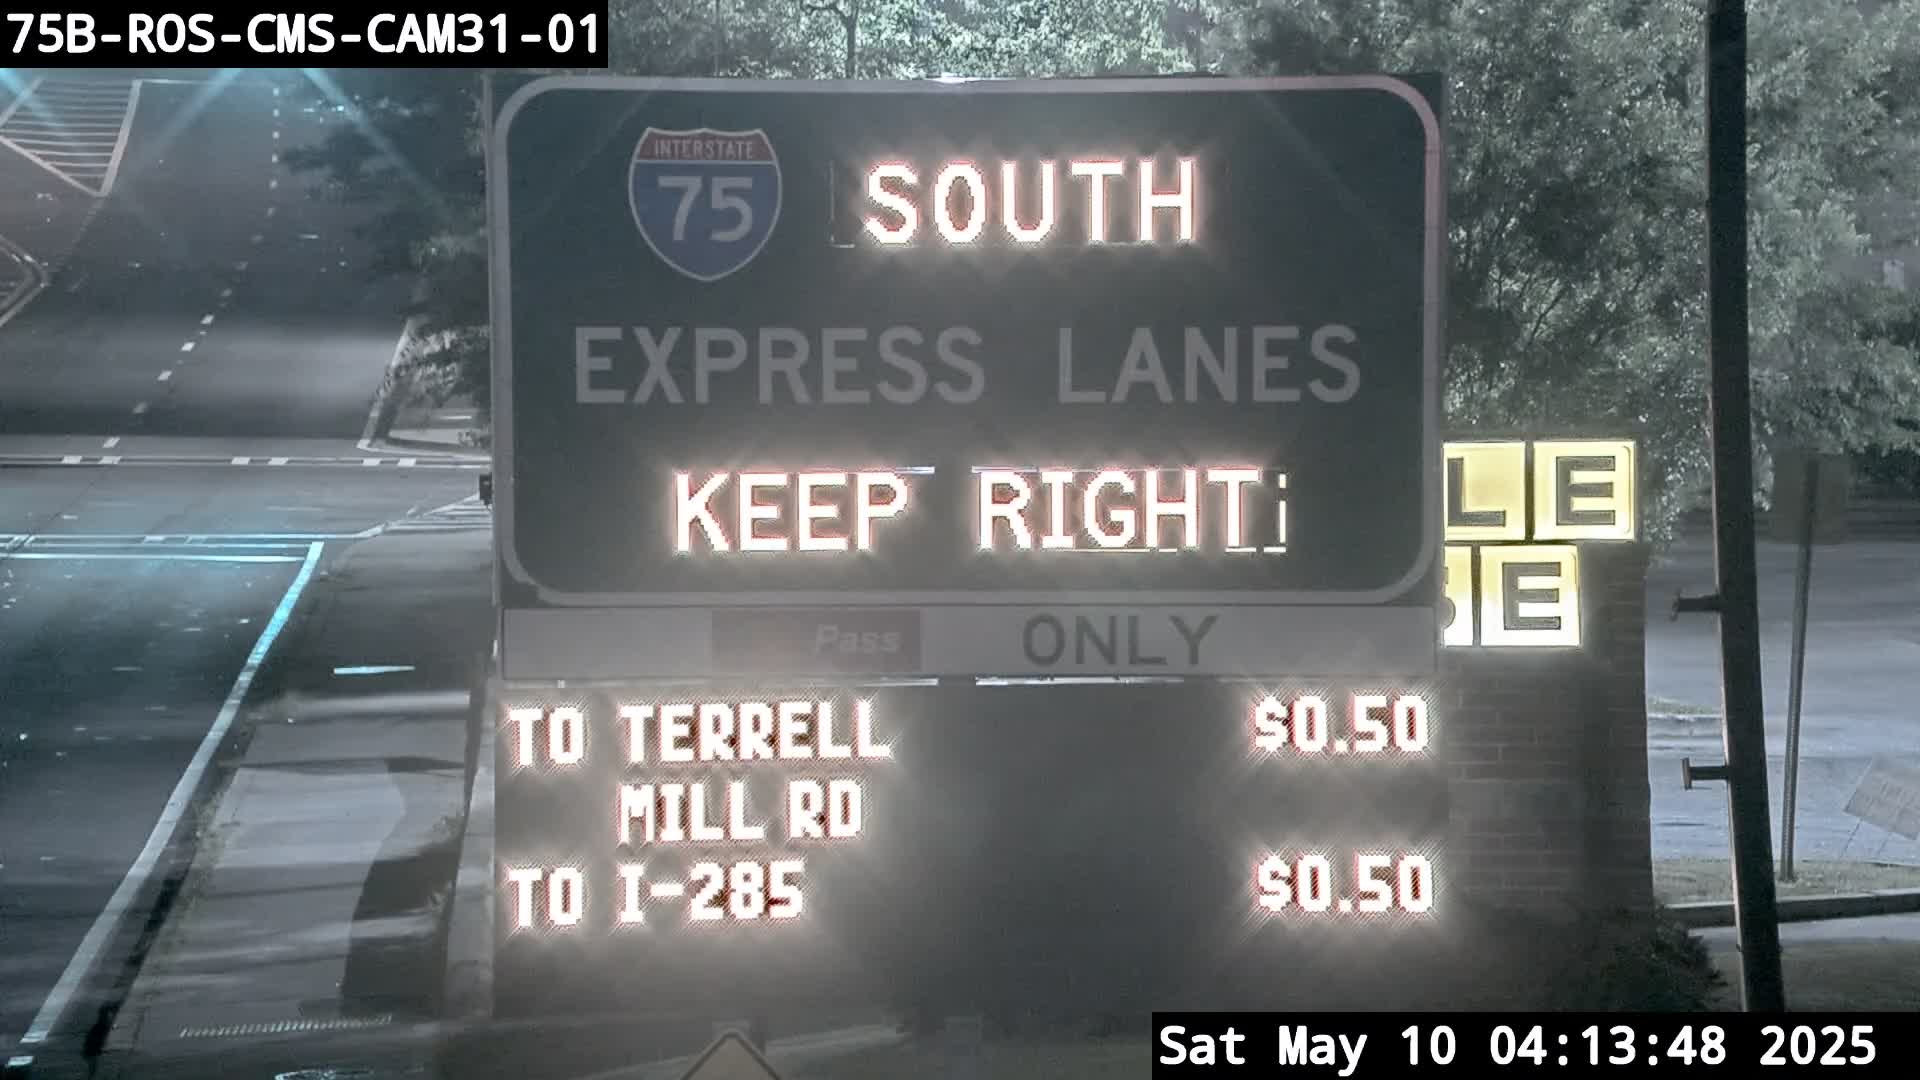 75B-ROS-CMS-CAM31-01
INTERSTATE
75
SOUTH
EXPRESS LANES
KEEP RIGHT
Pass ONLY
TO TERRELL $0.50
MILL RD
TO I-285 $0.50
LE
SE
Sat May 10 04:13:48 2025